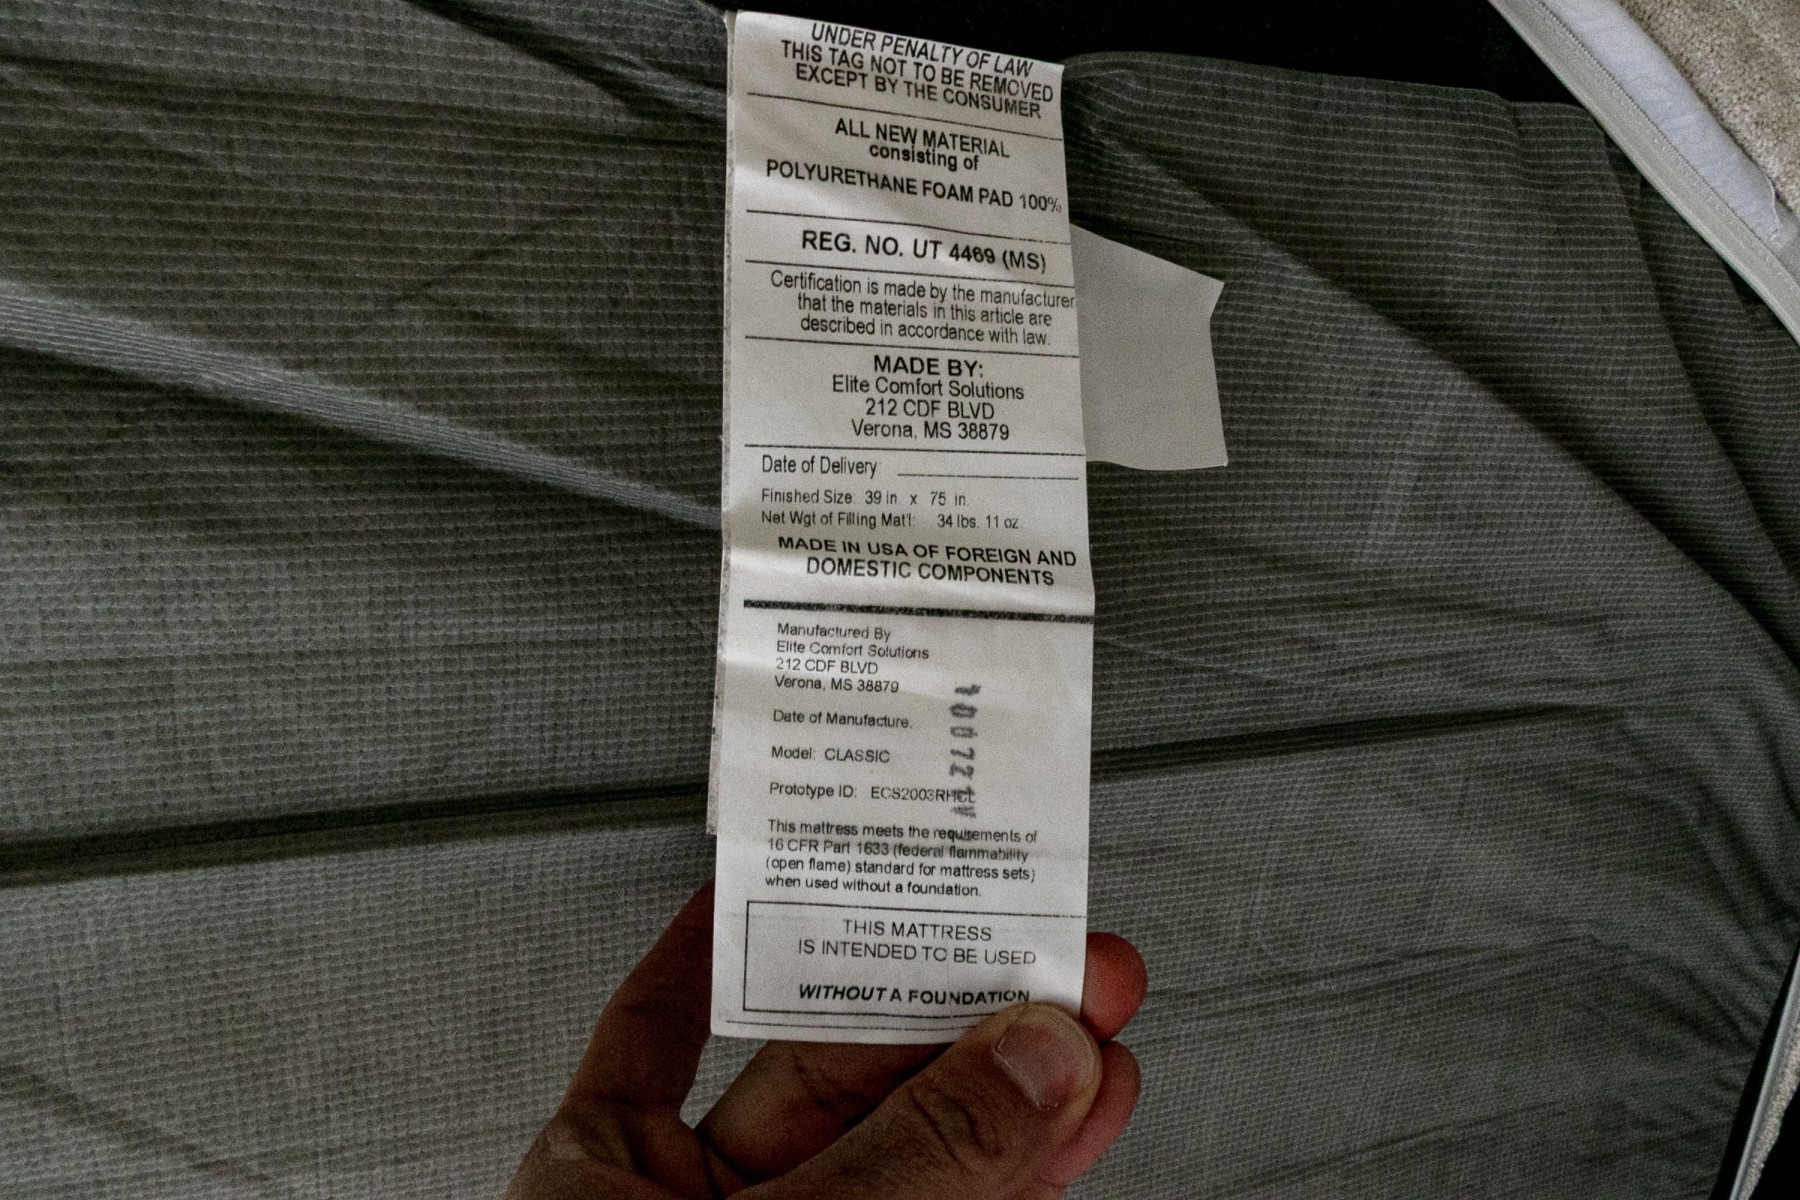 UNDER PENALTY OF LAW
THIS TAG NOT TO BE REMOVED
EXCEPT BY THE CONSUMER
ALL NEW MATERIAL
consisting of
POLYURETHANE FOAM PAD 100%
REG. NO. UT 4469 (MS)
Certification is made by the manufacturer
that the materials in this article are
described in accordance with law.
MADE BY:
Elite Comfort Solutions
212 CDF BLVD
Verona, MS 38879
Date of Delivery
Finished Size: 39 in. x 75 in.
Net Wgt of Filling Mat'l: 34 lbs. 11 oz.
MADE IN USA OF FOREIGN AND
DOMESTIC COMPONENTS
Manufactured By
Elite Comfort Solutions
212 CDF BLVD
Verona, MS 38879
Date of Manufacture.
Model: CLASSIC
Prototype ID: ECS2003RHCL
This mattress meets the requirements of
16 CFR Part 1633 (federal flammability
(open flame) standard for mattress sets)
when used without a foundation.
THIS MATTRESS
IS INTENDED TO BE USED
WITHOUT A FOUNDATION